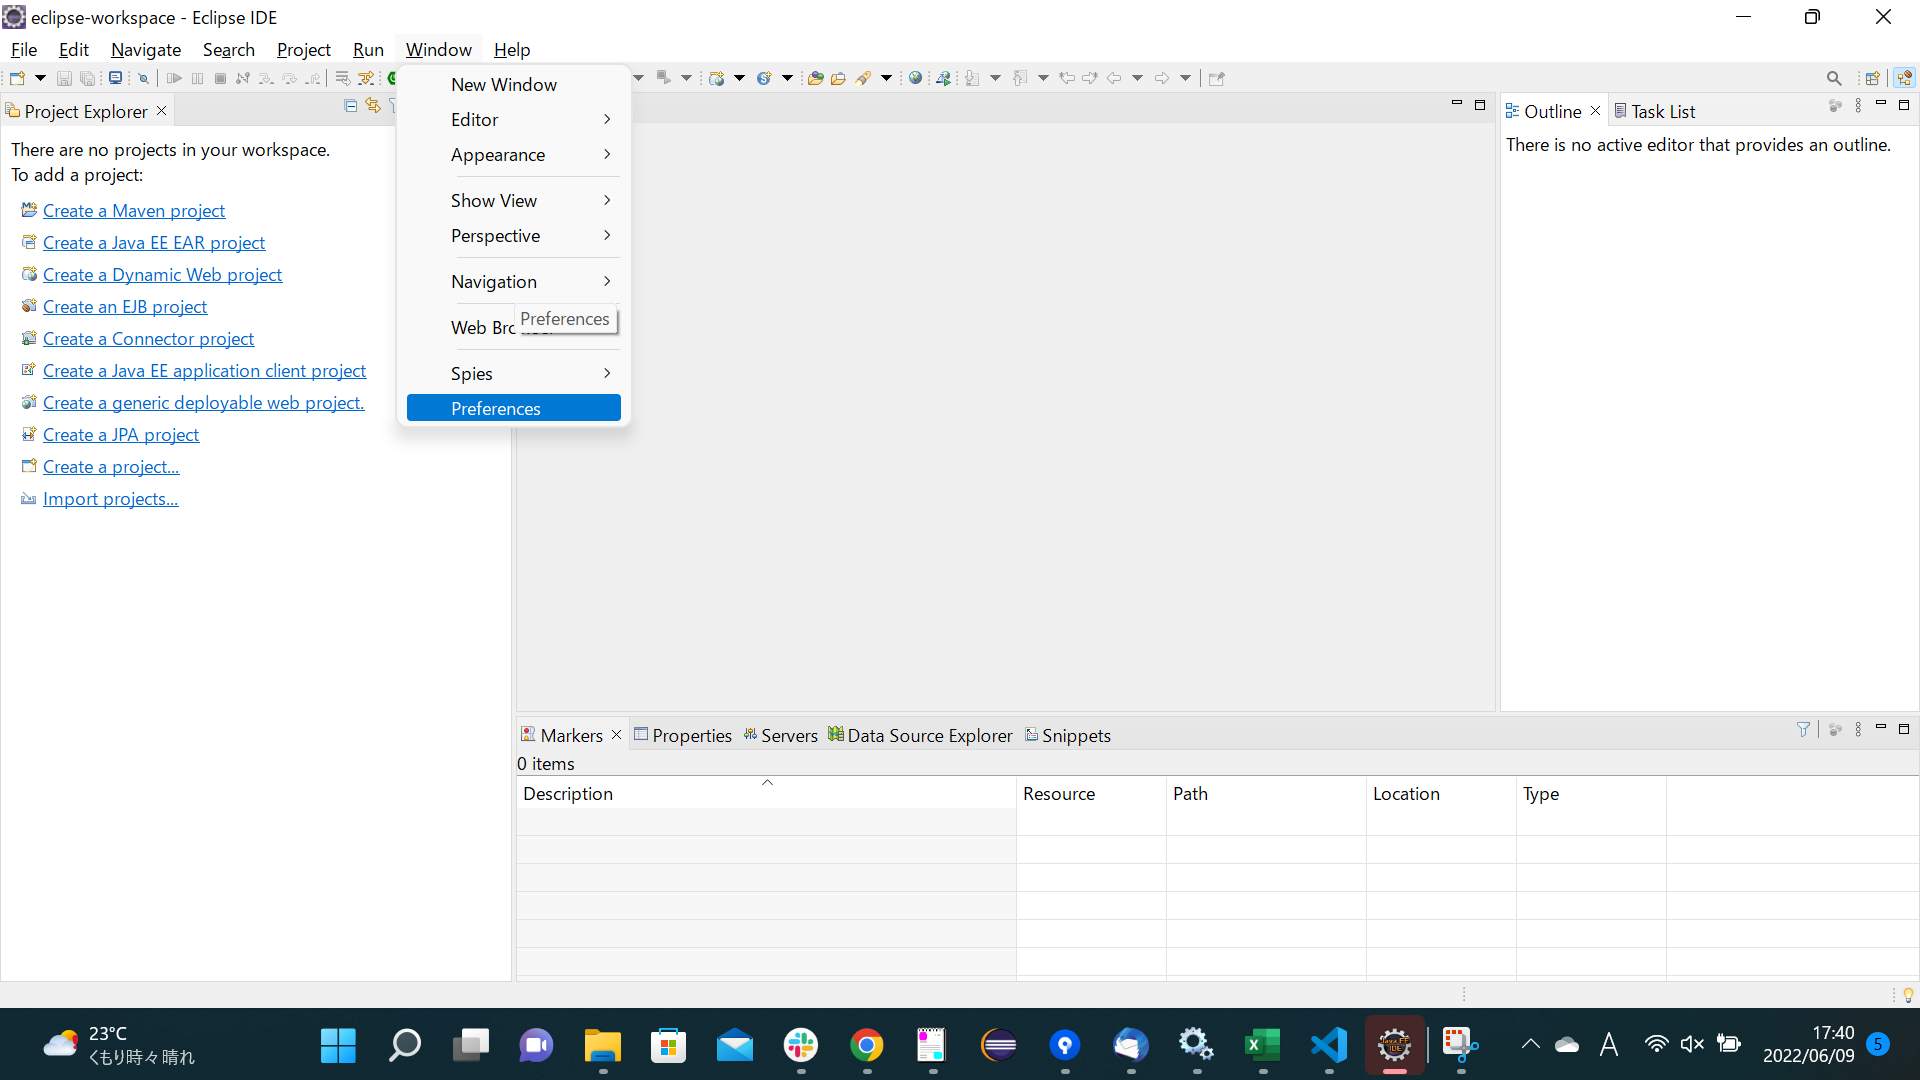 eclipse-workspace - Eclipse IDE
File Edit Navigate Search Project Run Window Help
Project Explorer
There are no projects in your workspace.
To add a project:
Create a Maven project
Create a Java EE EAR project
Create a Dynamic Web project
Create an EJB project
Create a Connector project
Create a Java EE application client project
Create a generic deployable web project.
Create a JPA project
Create a project...
Import projects...
New Window
Editor
Appearance
Show View
Perspective
Navigation
Preferences
Web
Spies
Preferences
Outline Task List
There is no active editor that provides an outline.
Markers Properties Servers Data Source Explorer Snippets
0 items
Description Resource Path Location Type
23°C
くもり時々晴れ
Java EE
IDE
A
17:40
2022/06/09
5